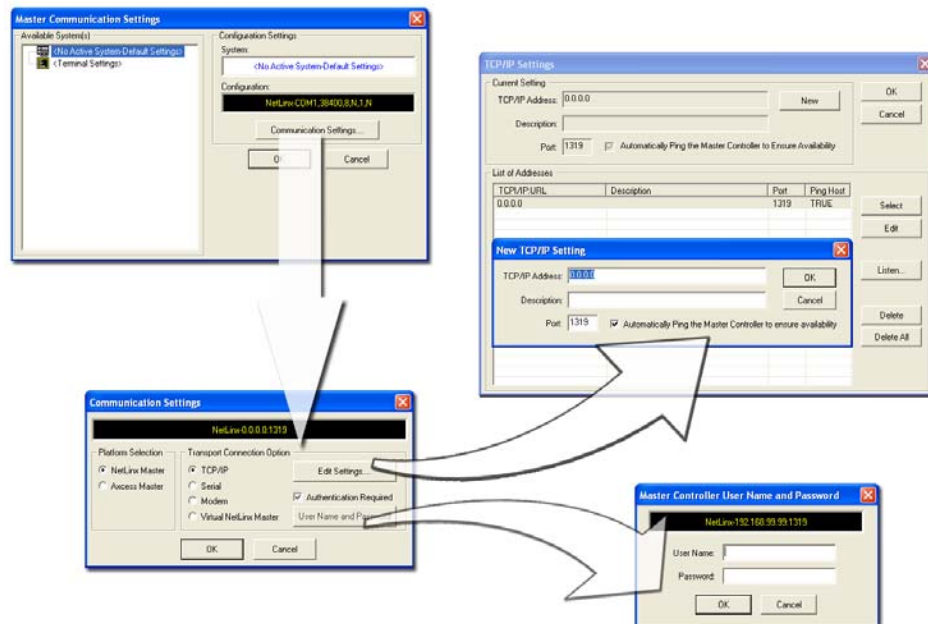 Master Communication Settings
Available System(s)
<No Active System-Default Settings>
<Terminal Settings>
Configuration Settings
System:
<No Active System-Default Settings>
Configuration:
NetLinx-COM1,38400,8,N,1,N
Communication Settings...
OK
Cancel
TCP/IP Settings
Current Setting
TCP/IP Address: 0.0.0.0
New
Description:
Port: 1319
Automatically Ping the Master Controller to Ensure Availability
OK
Cancel
List of Addresses
TCP\/IP:URL Description Port Ping Host
0.0.0.0 1319 TRUE
Select
Edit
Listen...
Delete
Delete All
New TCP/IP Setting
TCP/IP Address: 0.0.0.0
Description:
Port: 1319
Automatically Ping the Master Controller to ensure availability
OK
Cancel
Communication Settings
NetLinx-0.0.0.0:1319
Platform Selection
NetLinx Master
Axcess Master
Transport Connection Option
TCP/IP
Serial
Modem
Virtual NetLinx Master
Edit Settings...
Authentication Required
User Name and Password
OK
Cancel
Master Controller User Name and Password
NetLinx-192.168.99.99:1319
User Name:
Password:
OK
Cancel